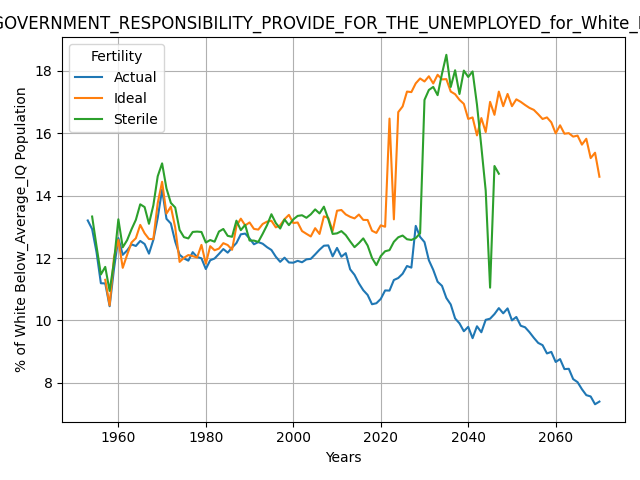 GOVERNMENT_RESPONSIBILITY_PROVIDE_FOR_THE_UNEMPLOYED_for_White_
Fertility
Actual
Ideal
Sterile
% of White Below_Average_IQ Population
18
16
14
12
10
8
1960
1980
2000
2020
2040
2060
Years